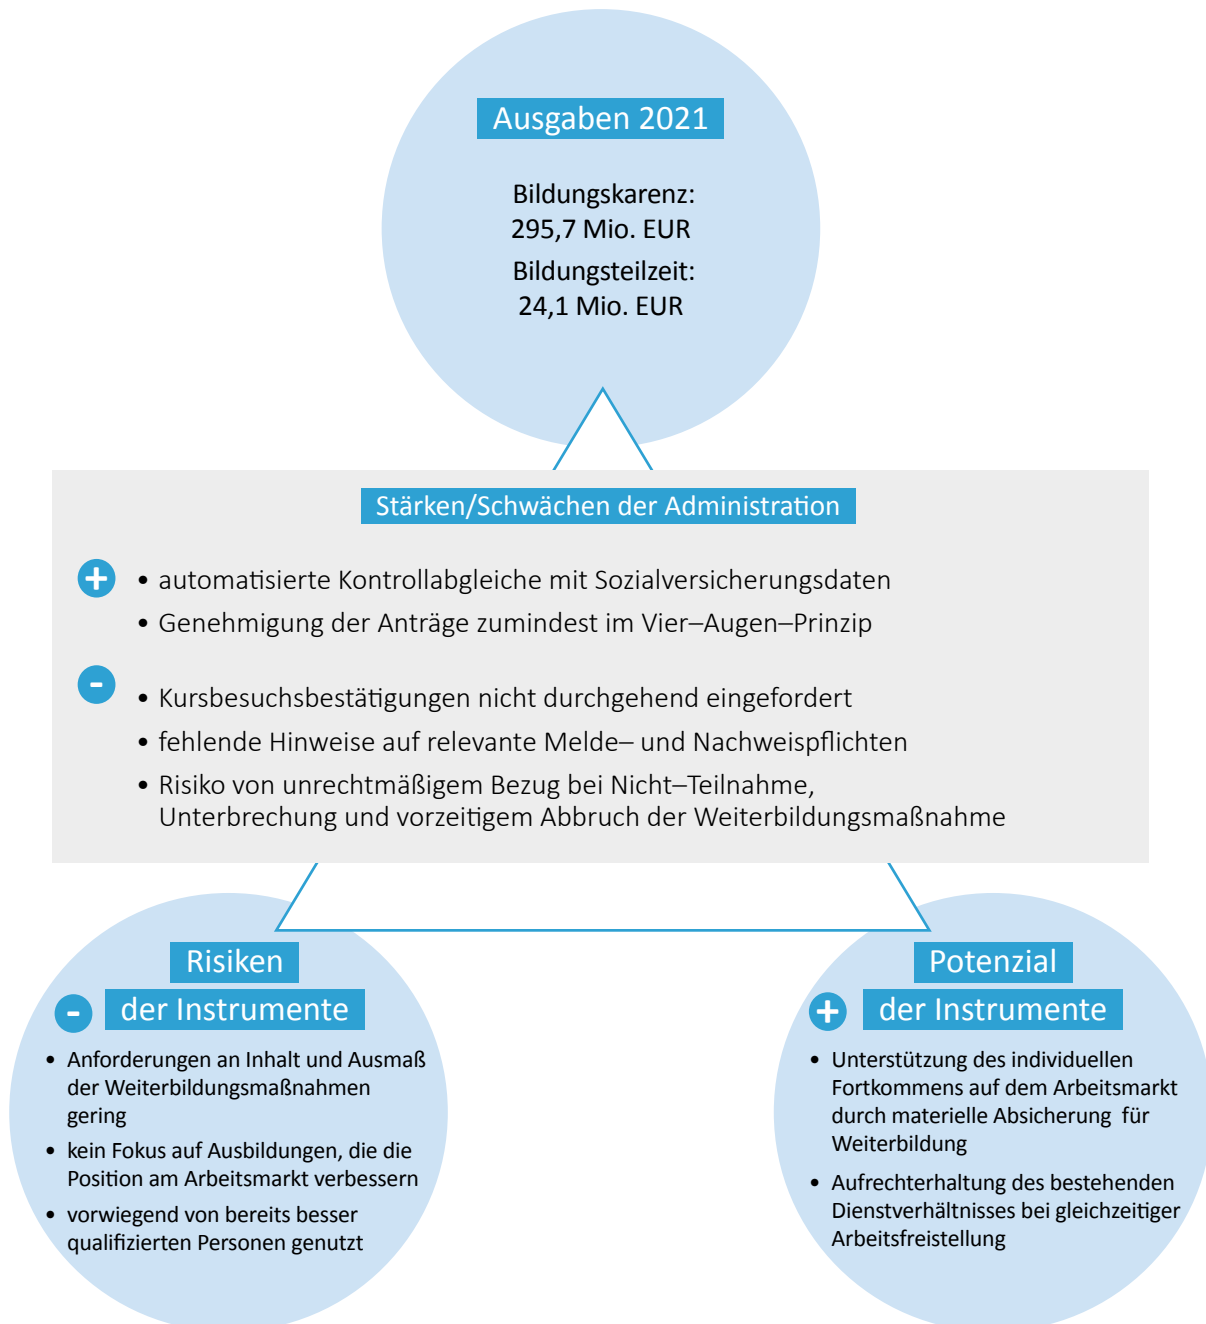 Ausgaben 2021
Bildungskarenz:
295,7 Mio. EUR
Bildungsteilzeit:
24,1 Mio. EUR
Stärken/Schwächen der Administration
+ • automatisierte Kontrollabgleiche mit Sozialversicherungsdaten
• Genehmigung der Anträge zumindest im Vier–Augen–Prinzip
-
• Kursbesuchsbestätigungen nicht durchgehend eingefordert
• fehlende Hinweise auf relevante Melde– und Nachweispflichten
• Risiko von unrechtmäßigem Bezug bei Nicht–Teilnahme,
Unterbrechung und vorzeitigem Abbruch der Weiterbildungsmaßnahme
Risiken
- der Instrumente
• Anforderungen an Inhalt und Ausmaß
der Weiterbildungsmaßnahmen
gering
• kein Fokus auf Ausbildungen, die die
Position am Arbeitsmarkt verbessern
• vorwiegend von bereits besser
qualifizierten Personen genutzt
Potenzial
+ der Instrumente
• Unterstützung des individuellen
Fortkommens auf dem Arbeitsmarkt
durch materielle Absicherung für
Weiterbildung
• Aufrechterhaltung des bestehenden
Dienstverhältnisses bei gleichzeitiger
Arbeitsfreistellung